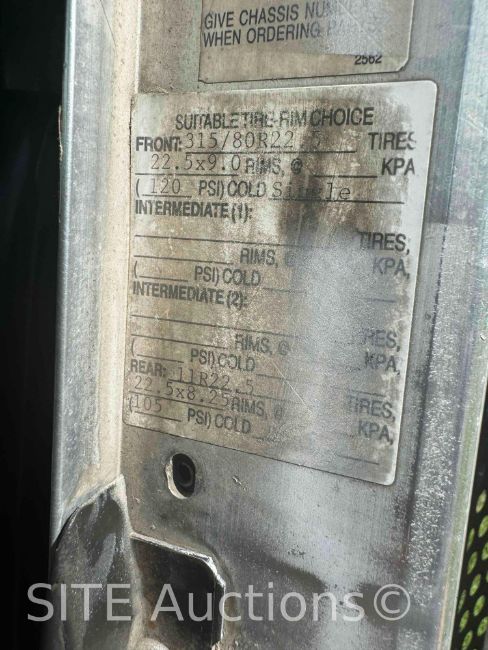 GIVE CHASSIS
WHEN ORDERING
2562
SUITABLE TIRE-RIM CHOICE
FRONT: 315/80R22.5 TIRES
22.5x9.0 RIMS, @ KPA
(120 PSI) COLD Single
INTERMEDIATE (1):
TIRES,
RIMS, @ KPA,
( PSI) COLD
INTERMEDIATE (2):
TIRES,
RIMS, @ KPA,
( PSI) COLD
REAR: 11R22.5 TIRES,
22.5x8.25 RIMS, @ KPA,
(105 PSI) COLD
SITE Auctions©